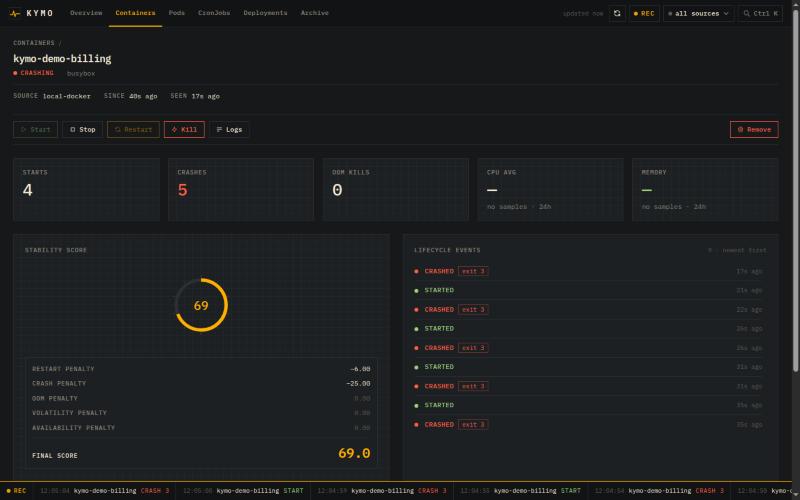 KYMO Overview Containers Pods CronJobs Deployments Archive updated now REC all sources Ctrl K
CONTAINERS /
kymo-demo-billing
CRASHING busybox
SOURCE local-docker SINCE 40s ago SEEN 17s ago
Start Stop Restart Kill Logs Remove
STARTS
4
CRASHES
5
OOM KILLS
0
CPU AVG
—
no samples · 24h
MEMORY
—
no samples · 24h
STABILITY SCORE
69
RESTART PENALTY −6.00
CRASH PENALTY −25.00
OOM PENALTY 0.00
VOLATILITY PENALTY 0.00
AVAILABILITY PENALTY 0.00
FINAL SCORE 69.0
LIFECYCLE EVENTS 9 · newest first
CRASHED exit 3 17s ago
STARTED 21s ago
CRASHED exit 3 22s ago
STARTED 26s ago
CRASHED exit 3 26s ago
STARTED 31s ago
CRASHED exit 3 31s ago
STARTED 35s ago
CRASHED exit 3 35s ago
REC 12:05:04 kymo-demo-billing CRASH 3 12:05:00 kymo-demo-billing START 12:04:59 kymo-demo-billing CRASH 3 12:04:55 kymo-demo-billing START 12:04:54 kymo-demo-billing CRASH 3 12:04:50 kymo-